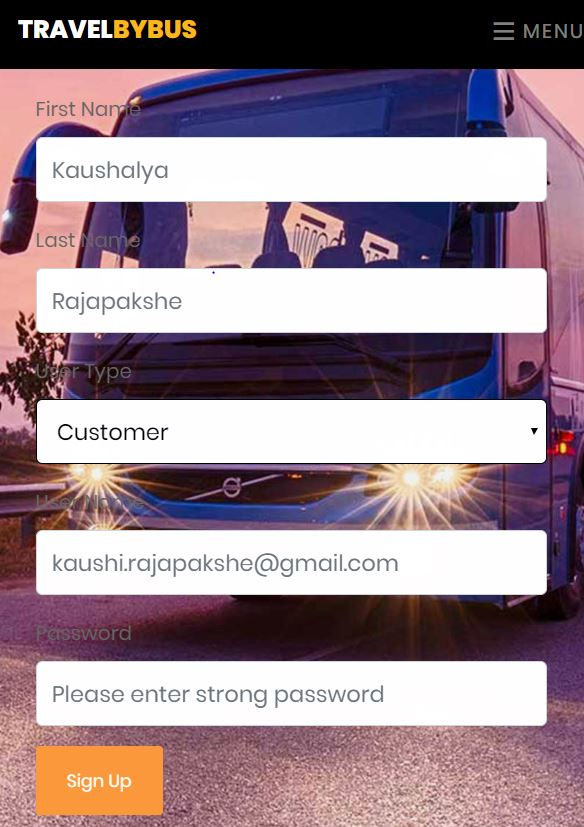 TRAVELBYBUS
MENU
First Name
Kaushalya
Last Name
Rajapakshe
User Type
Customer
User Name
kaushi.rajapakshe@gmail.com
Password
Please enter strong password
Sign Up